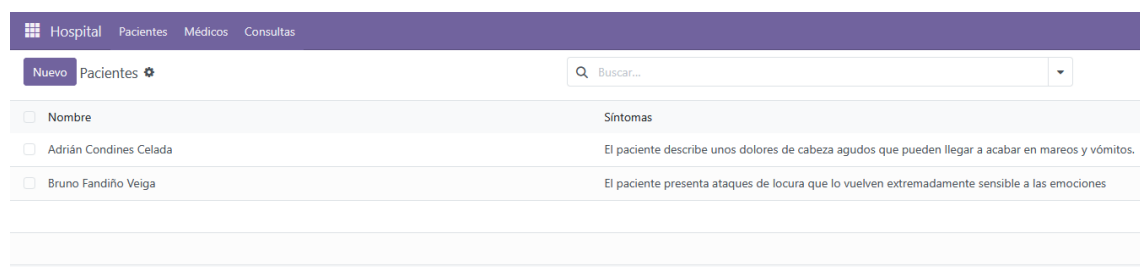 Hospital Pacientes Médicos Consultas
Nuevo Pacientes Buscar...
Nombre Síntomas
Adrián Condines Celada El paciente describe unos dolores de cabeza agudos que pueden llegar a acabar en mareos y vómitos.
Bruno Fandiño Veiga El paciente presenta ataques de locura que lo vuelven extremadamente sensible a las emociones